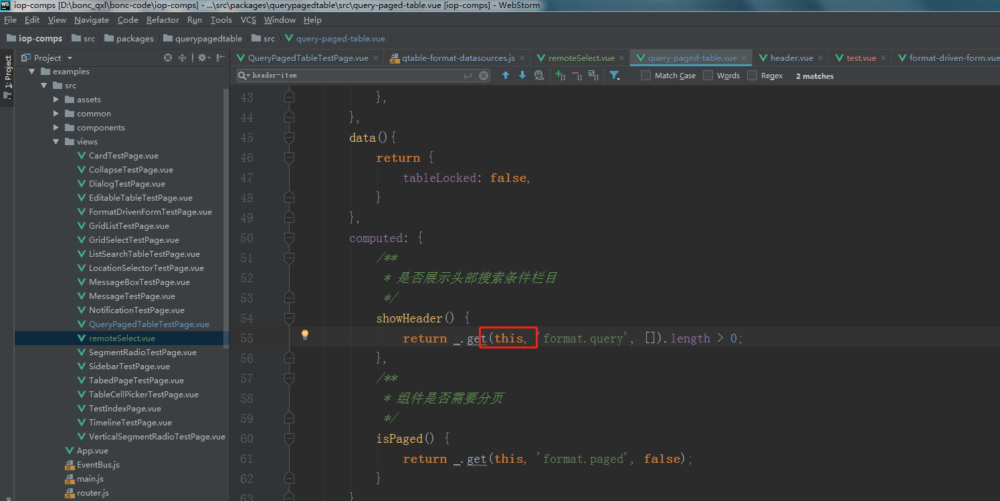 WS iop-comps [D:\bonc_qxl\bonc-code\iop-comps] - ...\src\packages\querypagedtable\src\query-paged-table.vue [iop-comps] - WebStorm
File Edit View Navigate Code Refactor Run Tools VCS Window Help
iop-comps src packages querypagedtable src query-paged-table.vue
1: Project
Project
QueryPagedTableTestPage.vue qtable-format-datasources.js remoteSelect.vue query-paged-table.vue header.vue test.vue format-driven-form.vue
header-item Match Case Words Regex 2 matches
examples
src
assets
common
components
views
CardTestPage.vue
CollapseTestPage.vue
DialogTestPage.vue
EditableTableTestPage.vue
FormatDrivenFormTestPage.vue
GridListTestPage.vue
GridSelectTestPage.vue
ListSearchTableTestPage.vue
LocationSelectorTestPage.vue
MessageBoxTestPage.vue
MessageTestPage.vue
NotificationTestPage.vue
QueryPagedTableTestPage.vue
remoteSelect.vue
SegmentRadioTestPage.vue
SidebarTestPage.vue
TabedPageTestPage.vue
TableCellPickerTestPage.vue
TestIndexPage.vue
TimelineTestPage.vue
VerticalSegmentRadioTestPage.vue
App.vue
EventBus.js
main.js
router.js
43 },
44 },
45 data(){
46 return {
47 tableLocked: false,
48 }
49 },
50 computed: {
51 /**
52 * 是否展示头部搜索条件栏目
53 */
54 showHeader() {
55 return _.get(this, 'format.query', []).length > 0;
56 },
57 /**
58 * 组件是否需要分页
59 */
60 isPaged() {
61 return _.get(this, 'format.paged', false);
62 }
63 }